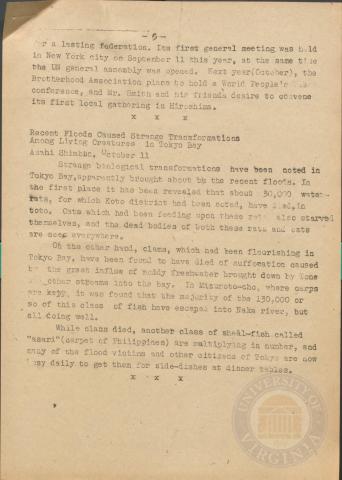 - 5 -
for a lasting federation. Its first general meeting was held
in New York city on September 11 this year, at the same time
the UN general assembly was opened. Next year(October), the
Brotherhood Association plans to hold a World People's
conference, and Mr. Smith and his friends desire to convene
its first local gathering in Hiroshima.
x x x
Recent Floods Caused Strange Transformations
Among Living Creatures in Tokyo Bay
Asahi Shimbun, October 11
Strange biological transformations have been noted in
Tokyo Bay, apparently brought about by the recent floods. In
the first place it has been revealed that about 30,000 water-
rats, for which Koto district had been noted, have died, in
toto. Cats which had been feeding upon these rats also starved
themselves, and the dead bodies of both these rats and cats
are seen everywhere.
On the other hand, clams, which had been flourishing in
Tokyo Bay, have been found to have died of suffocation caused
by the great inflow of muddy freshwater brought down by
and other streams into the bay. In Mizumoto-cho, where carps
are kept, it was found that the majority of the 130,000 or
so of this class of fish have escaped into Naka river, but
all doing well.
While clams died, another class of shell-fish called
"asari"(carpet of Philippines) are multiplying in number, and
many of the flood victims and other citizens of Tokyo are now
busy daily to get them for side-dishes at dinner tables.
x x x
UNIVERSITY OF VIRGINIA